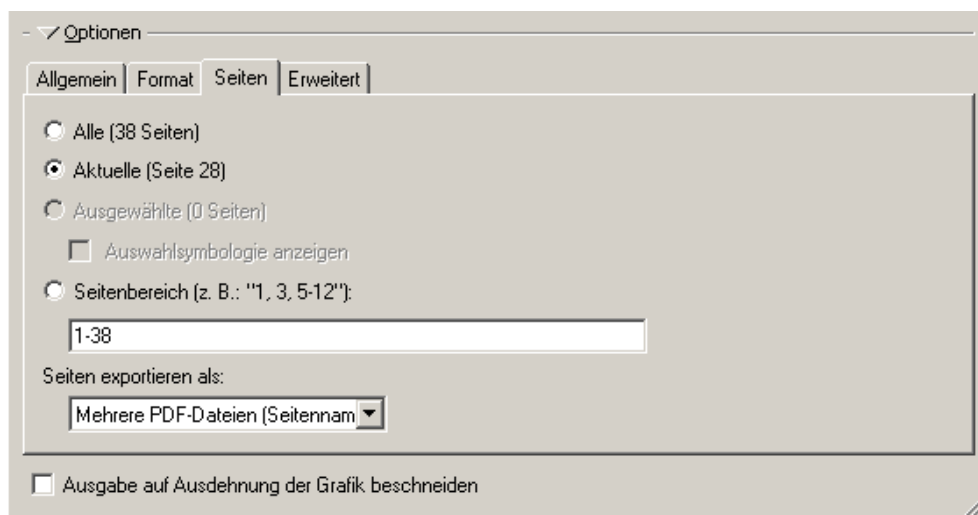 Optionen
Allgemein Format Seiten Erweitert
Alle (38 Seiten)
Aktuelle (Seite 28)
Ausgewählte (0 Seiten)
Auswahlsymbologie anzeigen
Seitenbereich (z. B.: "1, 3, 5-12"):
1-38
Seiten exportieren als:
Mehrere PDF-Dateien (Seitennam
Ausgabe auf Ausdehnung der Grafik beschneiden